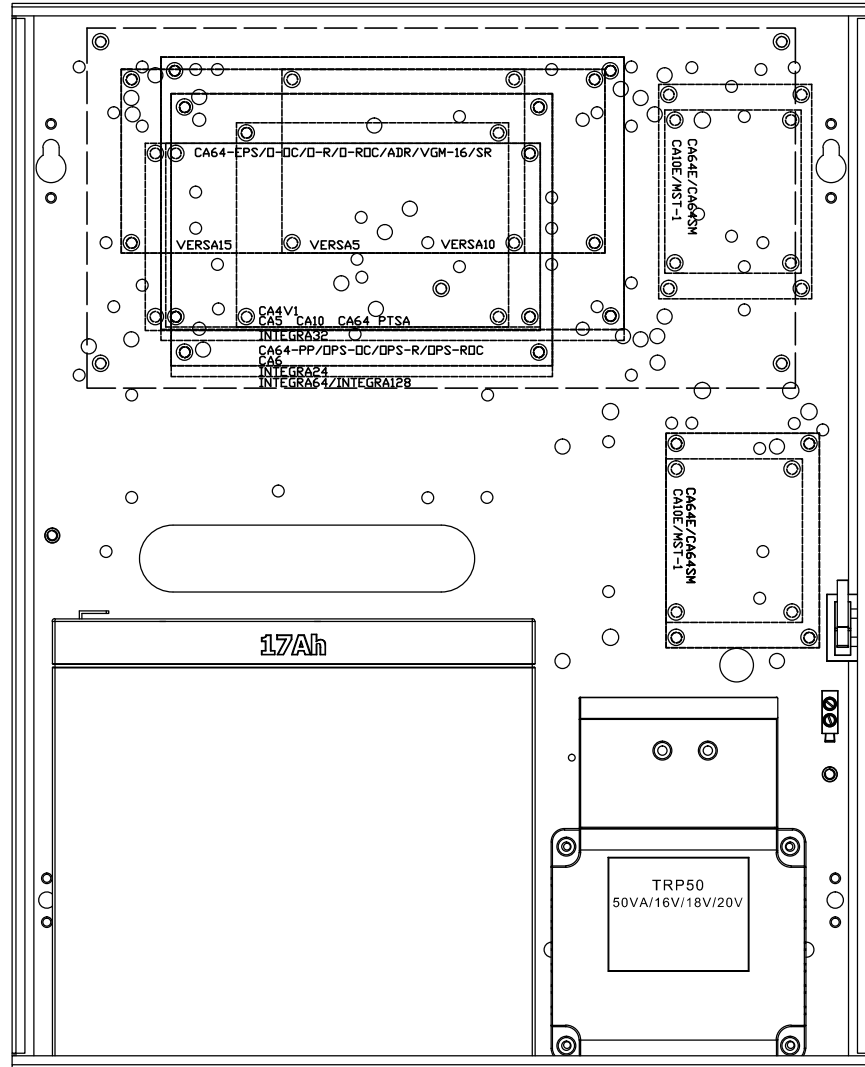 CA64-EPS/O-OC/O-R/O-ROC/ADR/VGM-16/SR
CA64E/CA64SM
CA10E/MST-1
VERSA15 VERSA5 VERSA10
CA4V1
CA5 CA10 CA64 PTSA
INTEGRA32
CA64-PP/OPS-OC/OPS-R/OPS-ROC
CA6
INTEGRA24
INTEGRA64/INTEGRA128
CA64E/CA64SM
CA10E/MST-1
17Ah
TRP50
50VA/16V/18V/20V